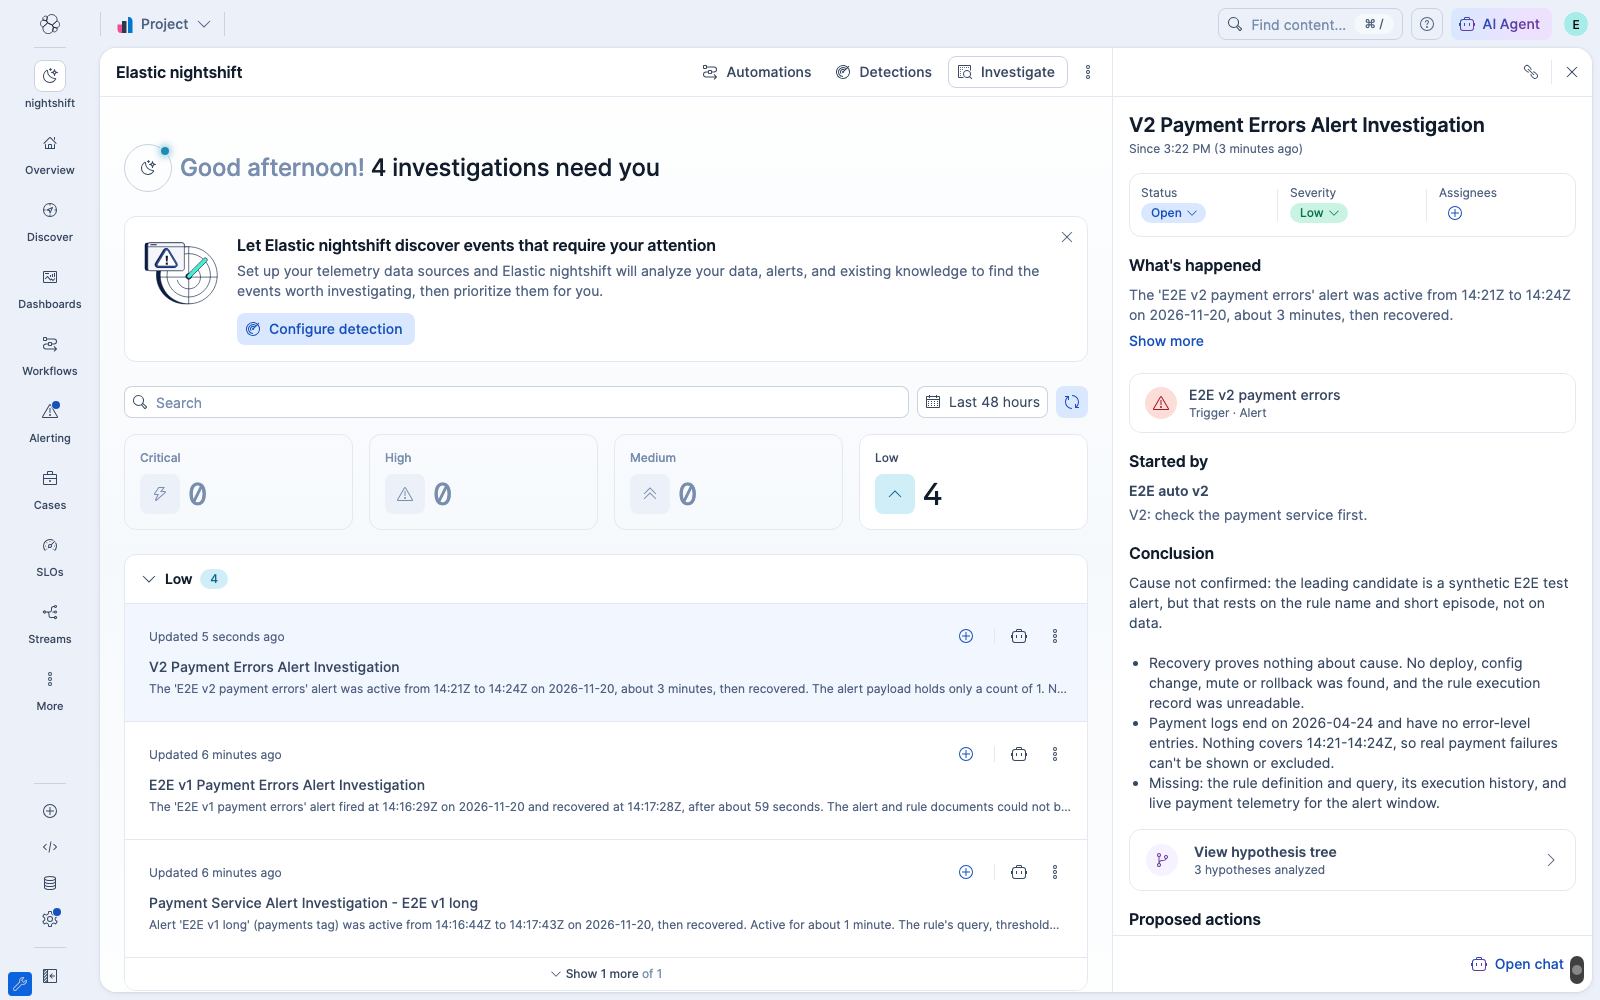 Project
Find content...
⌘ /
AI Agent
E
nightshift
Overview
Discover
Dashboards
Workflows
Alerting
Cases
SLOs
Streams
More
Elastic nightshift
Automations
Detections
Investigate
Good afternoon! 4 investigations need you
Let Elastic nightshift discover events that require your attention
Set up your telemetry data sources and Elastic nightshift will analyze your data, alerts, and existing knowledge to find the
events worth investigating, then prioritize them for you.
Configure detection
Search
Last 48 hours
Critical
0
High
0
Medium
0
Low
4
Low 4
Updated 5 seconds ago
V2 Payment Errors Alert Investigation
The 'E2E v2 payment errors' alert was active from 14:21Z to 14:24Z on 2026-11-20, about 3 minutes, then recovered. The alert payload holds only a count of 1. N...
Updated 6 minutes ago
E2E v1 Payment Errors Alert Investigation
The 'E2E v1 payment errors' alert fired at 14:16:29Z on 2026-11-20 and recovered at 14:17:28Z, after about 59 seconds. The alert and rule documents could not b...
Updated 6 minutes ago
Payment Service Alert Investigation - E2E v1 long
Alert 'E2E v1 long' (payments tag) was active from 14:16:44Z to 14:17:43Z on 2026-11-20, then recovered. Active for about 1 minute. The rule's query, threshold...
Show 1 more of 1
V2 Payment Errors Alert Investigation
Since 3:22 PM (3 minutes ago)
Status
Open
Severity
Low
Assignees
What's happened
The 'E2E v2 payment errors' alert was active from 14:21Z to 14:24Z
on 2026-11-20, about 3 minutes, then recovered.
Show more
E2E v2 payment errors
Trigger · Alert
Started by
E2E auto v2
V2: check the payment service first.
Conclusion
Cause not confirmed: the leading candidate is a synthetic E2E test
alert, but that rests on the rule name and short episode, not on
data.
• Recovery proves nothing about cause. No deploy, config
change, mute or rollback was found, and the rule execution
record was unreadable.
• Payment logs end on 2026-04-24 and have no error-level
entries. Nothing covers 14:21-14:24Z, so real payment failures
can't be shown or excluded.
• Missing: the rule definition and query, its execution history, and
live payment telemetry for the alert window.
View hypothesis tree
3 hypotheses analyzed
Proposed actions
Open chat